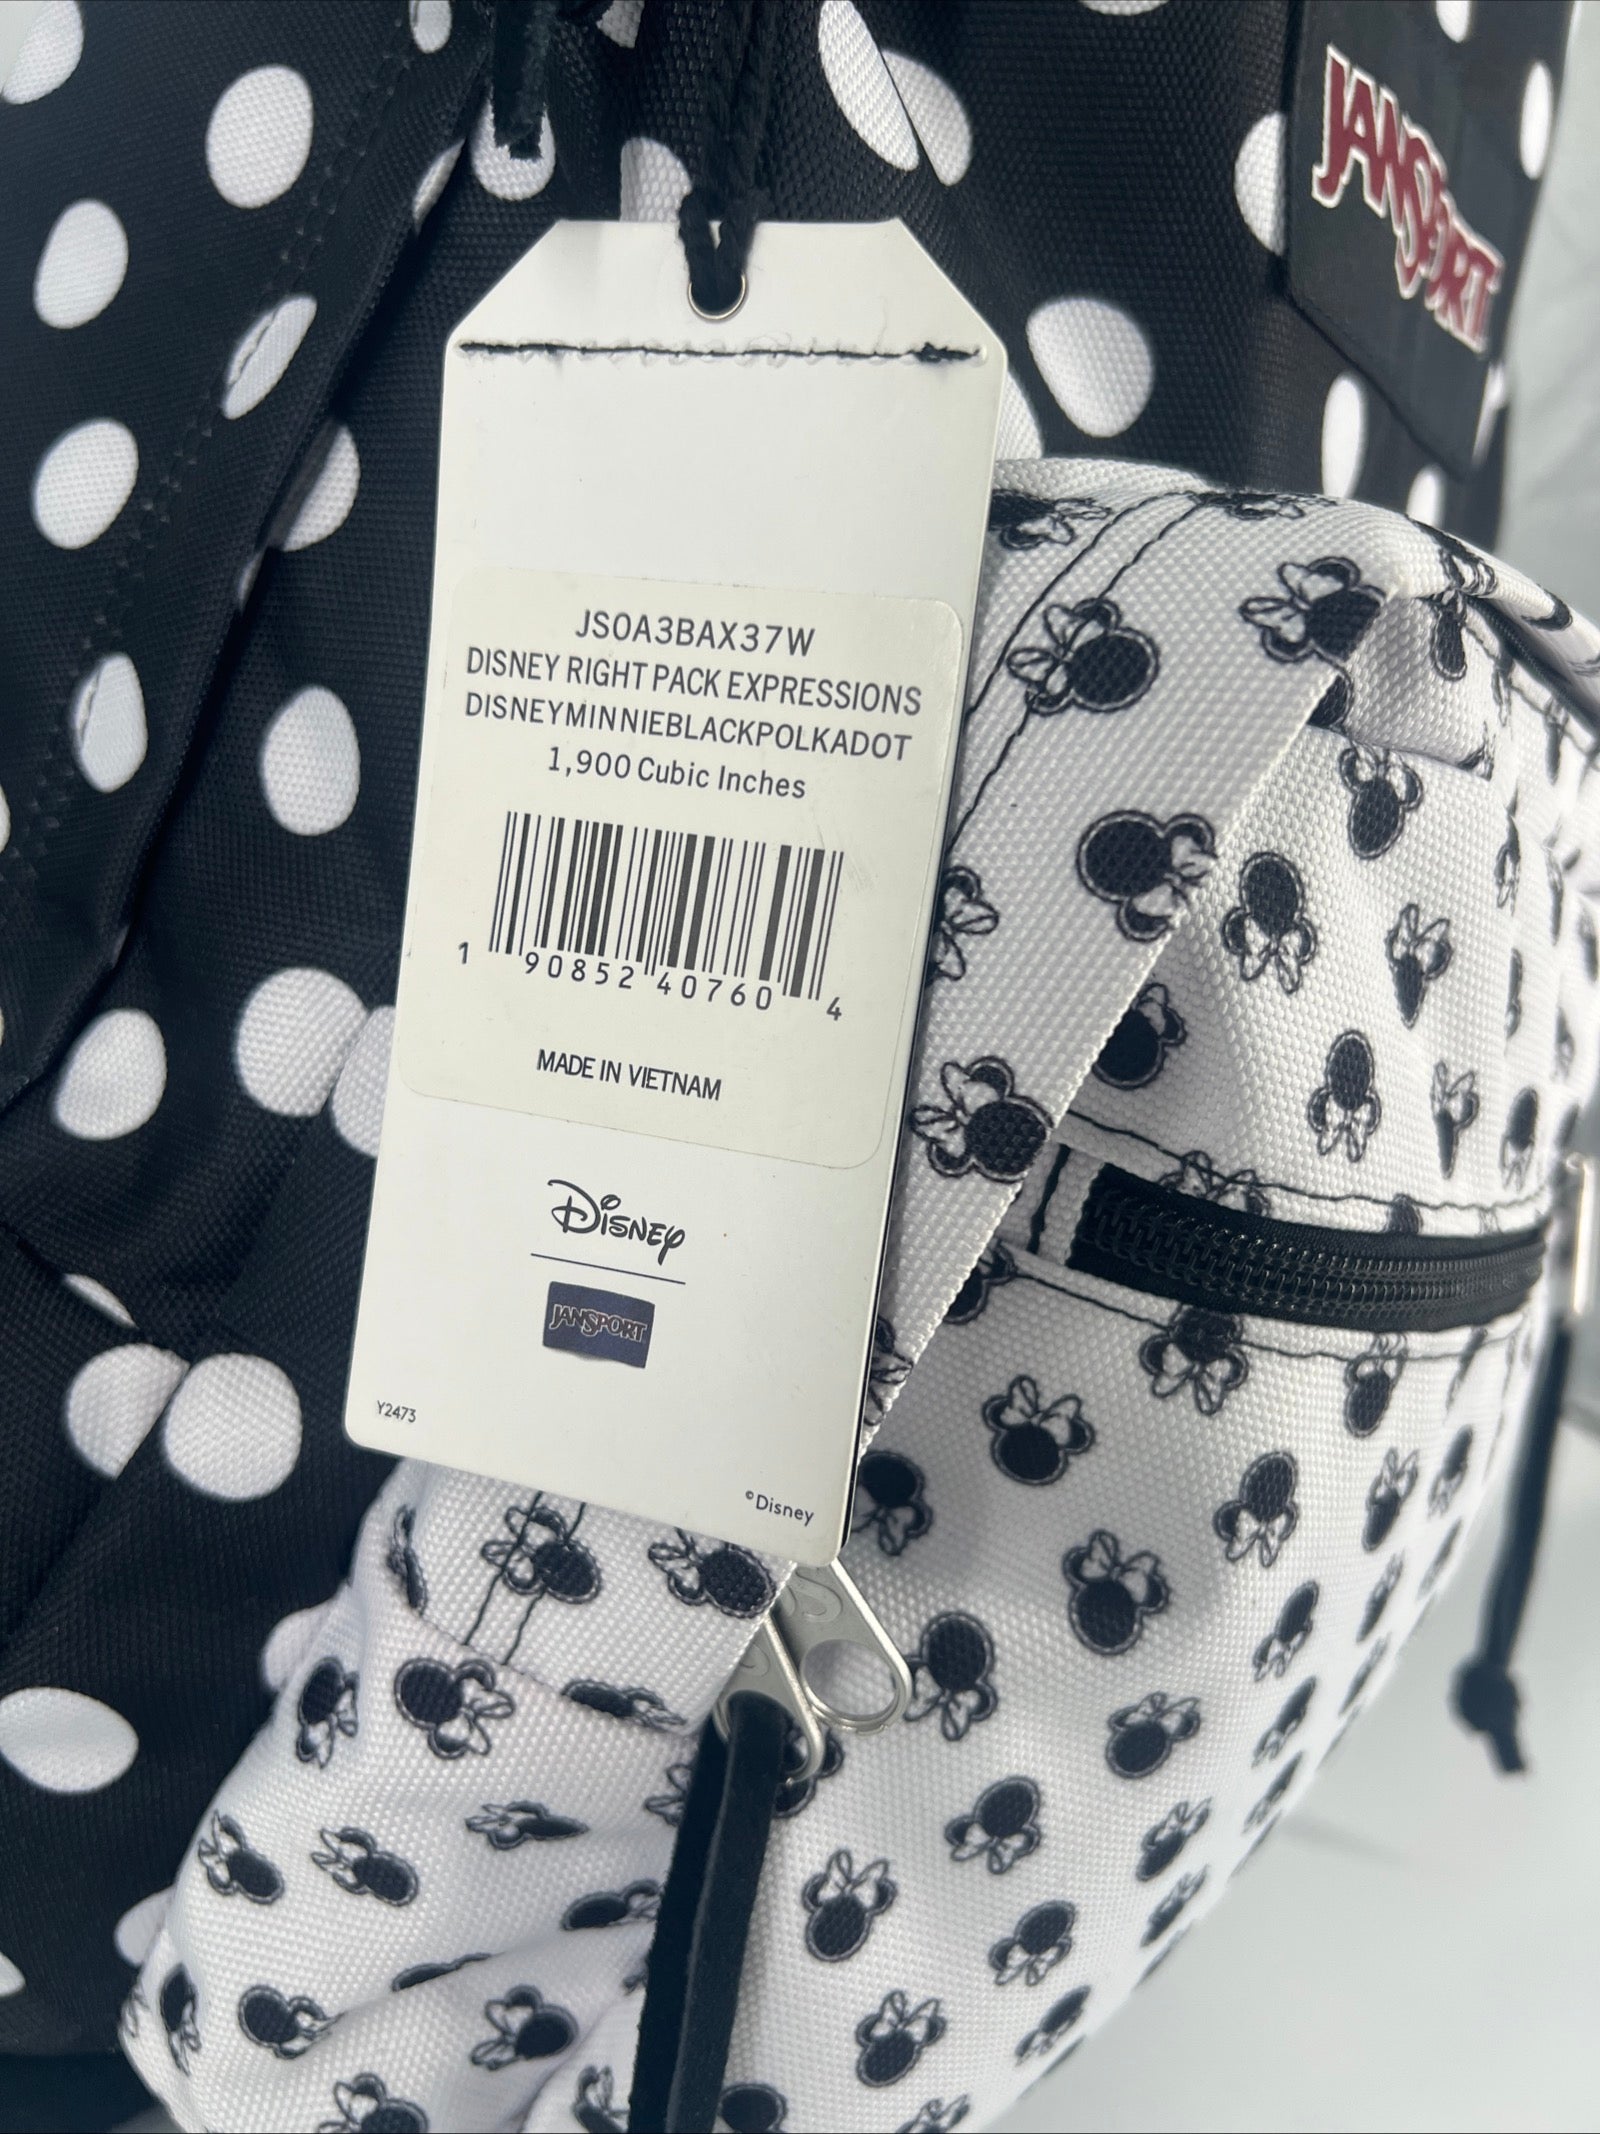 JANSPORT
JS0A3BAX37W
DISNEY RIGHT PACK EXPRESSIONS
DISNEYMINNIEBLACKPOLKADOT
1,900 Cubic Inches
1 90852 40760 4
MADE IN VIETNAM
Disney
JANSPORT
Y2473
©Disney